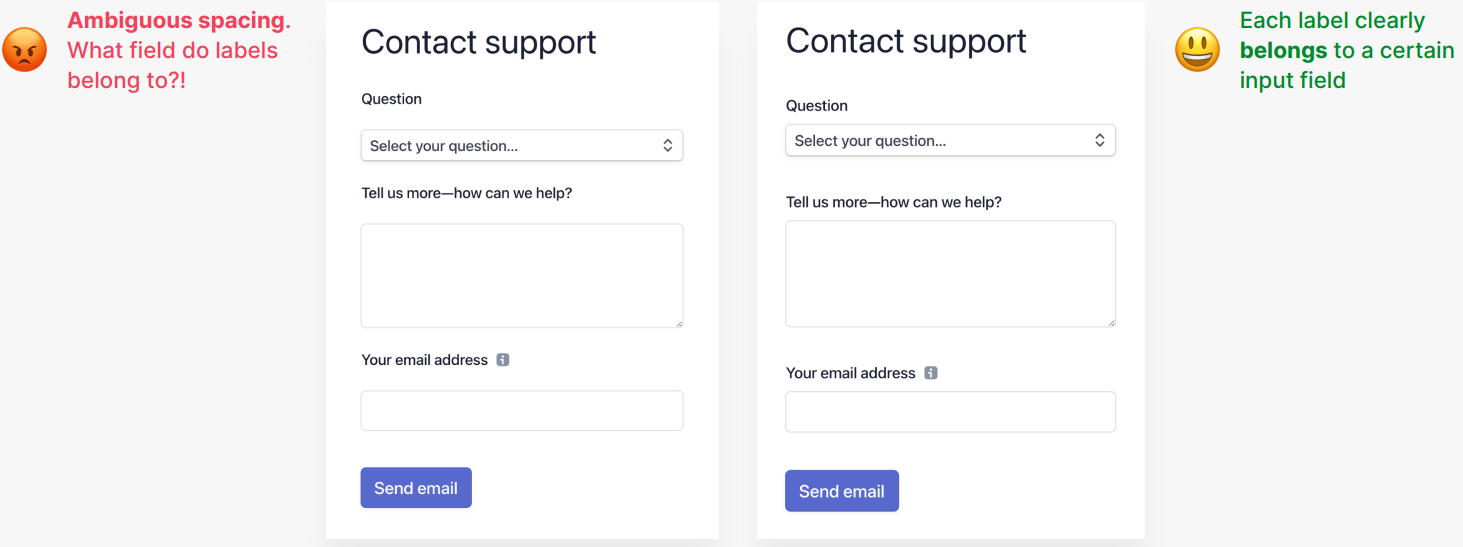 Ambiguous spacing.
What field do labels
belong to?!
Contact support
Question
Select your question...
Tell us more—how can we help?
Your email address
Send email
Contact support
Question
Select your question...
Tell us more—how can we help?
Your email address
Send email
Each label clearly
belongs to a certain
input field